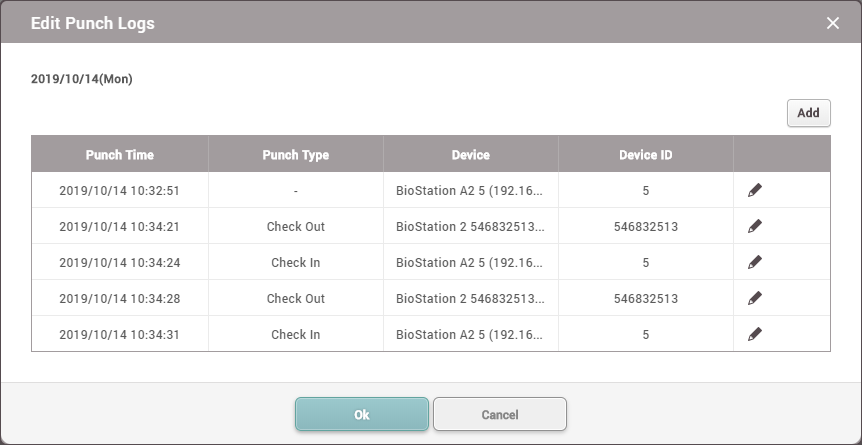 Edit Punch Logs
2019/10/14(Mon)
Add
Punch Time Punch Type Device Device ID
2019/10/14 10:32:51 - BioStation A2 5 (192.16... 5
2019/10/14 10:34:21 Check Out BioStation 2 546832513... 546832513
2019/10/14 10:34:24 Check In BioStation A2 5 (192.16... 5
2019/10/14 10:34:28 Check Out BioStation 2 546832513... 546832513
2019/10/14 10:34:31 Check In BioStation A2 5 (192.16... 5
Ok Cancel